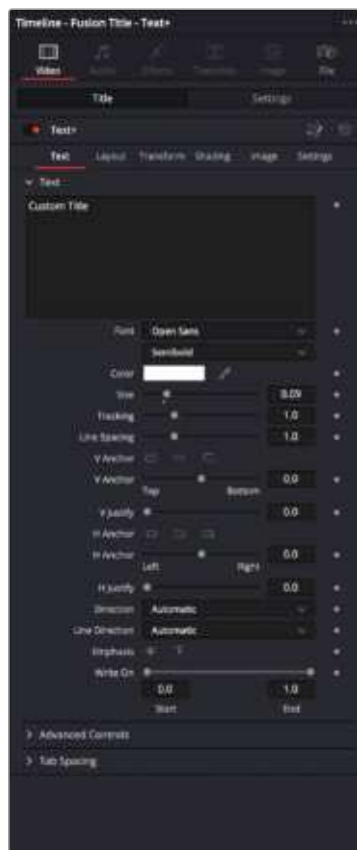 Timeline - Fusion Title - Text+
Video Audio Effects Transition Image File
Title Settings
Text+
Text Layout Transform Shading Image Settings
Text
Custom Title
Font Open Sans
Semibold
Color
Size 0.09
Tracking 1.0
Line Spacing 1.0
V Anchor
V Anchor 0.0
Top Bottom
V Justify 0.0
H Anchor
H Anchor 0.0
Left Right
H Justify 0.0
Direction Automatic
Line Direction Automatic
Emphasis
Write On
0.0 1.0
Start End
Advanced Controls
Tab Spacing